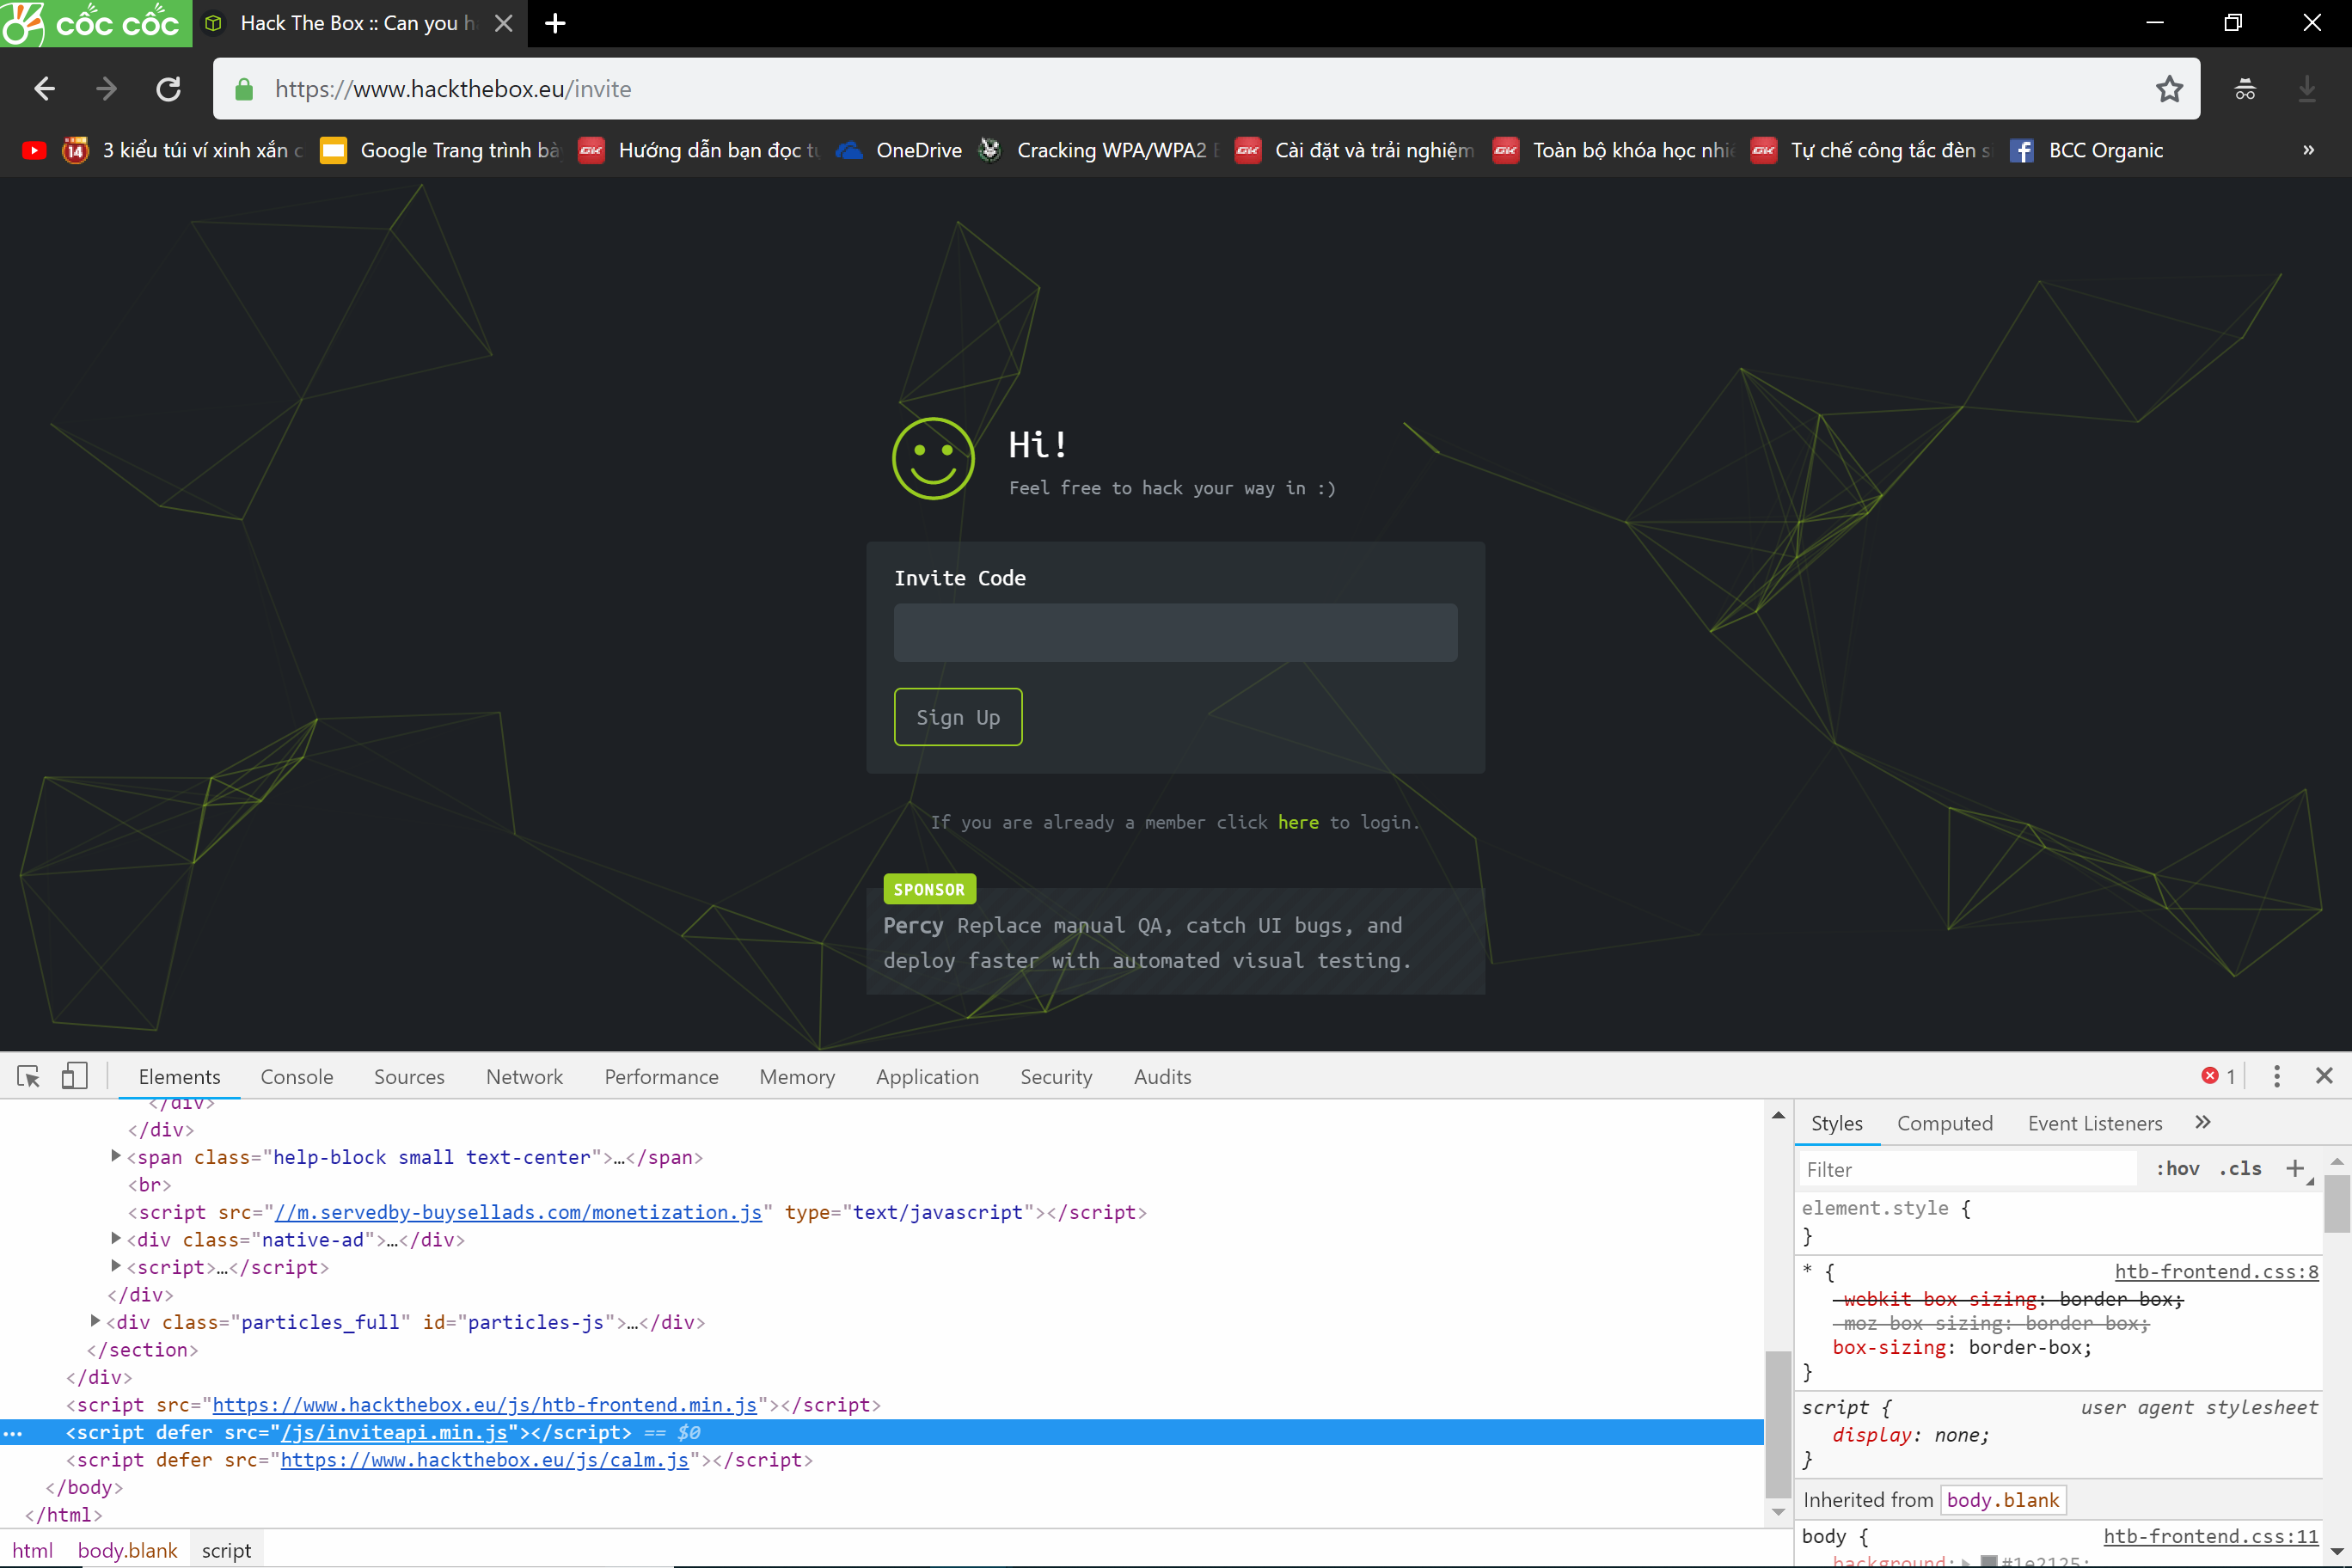 cốc cốc
Hack The Box :: Can you ha
https://www.hackthebox.eu/invite
14 3 kiểu túi ví xinh xắn c Google Trang trình bày GK Hướng dẫn bạn đọc tự OneDrive Cracking WPA/WPA2 GK Cài đặt và trải nghiệm GK Toàn bộ khóa học nhi GK Tự chế công tắc đèn s BCC Organic »
Hi!
Feel free to hack your way in :)
Invite Code
Sign Up
If you are already a member click here to login.
SPONSOR
Percy Replace manual QA, catch UI bugs, and
deploy faster with automated visual testing.
Elements Console Sources Network Performance Memory Application Security Audits 1
</div>
</div>
<span class="help-block small text-center">…</span>
<br>
<script src="//m.servedby-buysellads.com/monetization.js" type="text/javascript"></script>
<div class="native-ad">…</div>
<script>…</script>
</div>
<div class="particles_full" id="particles-js">…</div>
</section>
</div>
<script src="https://www.hackthebox.eu/js/htb-frontend.min.js"></script>
<script defer src="/js/inviteapi.min.js"></script> == $0
<script defer src="https://www.hackthebox.eu/js/calm.js"></script>
</body>
</html>
html body.blank script
Styles Computed Event Listeners »
Filter :hov .cls +
element.style {
}
* { htb-frontend.css:8
-webkit-box-sizing: border-box;
-moz-box-sizing: border-box;
box-sizing: border-box;
}
script { user agent stylesheet
display: none;
}
Inherited from body.blank
body { htb-frontend.css:11
background: #1e2125;